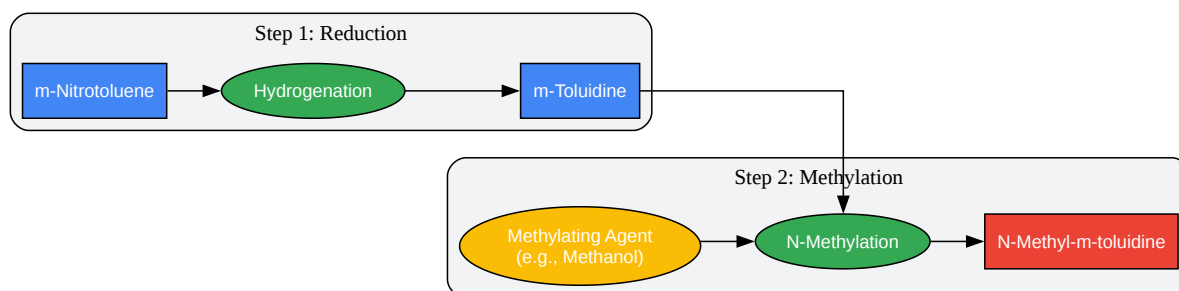 Step 1: Reduction
m-Nitrotoluene
Hydrogenation
m-Toluidine
Step 2: Methylation
Methylating Agent
(e.g., Methanol)
N-Methylation
N-Methyl-m-toluidine